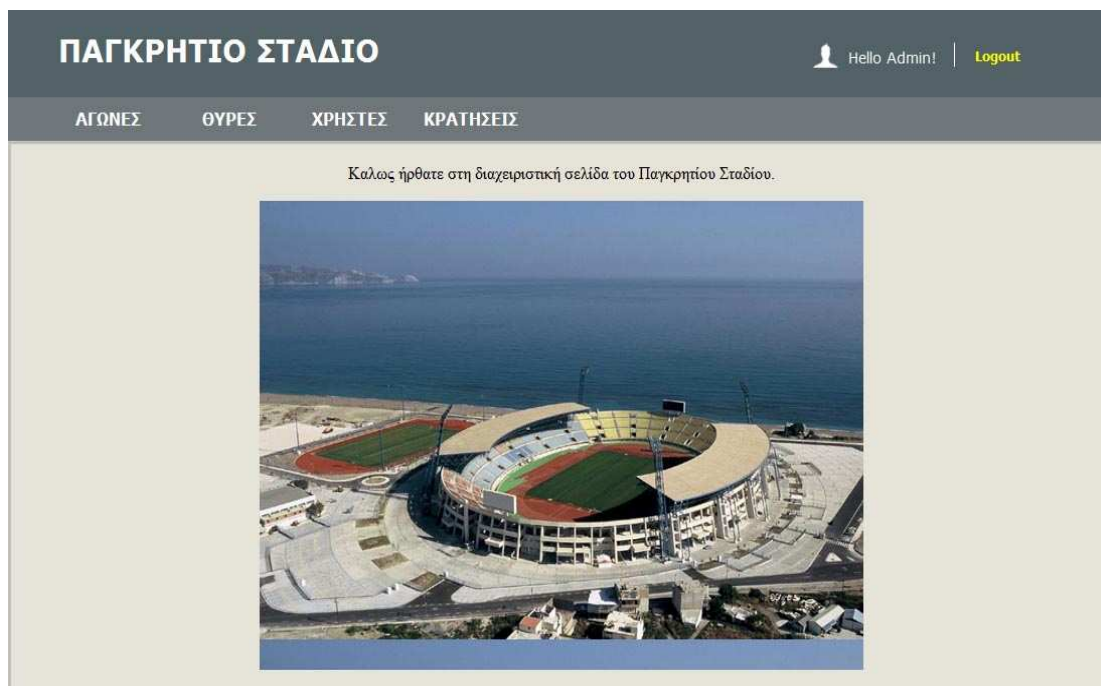 ΠΑΓΚΡΗΤΙΟ ΣΤΑΔΙΟ
Hello Admin! Logout
ΑΓΩΝΕΣ ΘΥΡΕΣ ΧΡΗΣΤΕΣ ΚΡΑΤΗΣΕΙΣ
Καλως ήρθατε στη διαχειριστική σελίδα του Παγκρητίου Σταδίου.